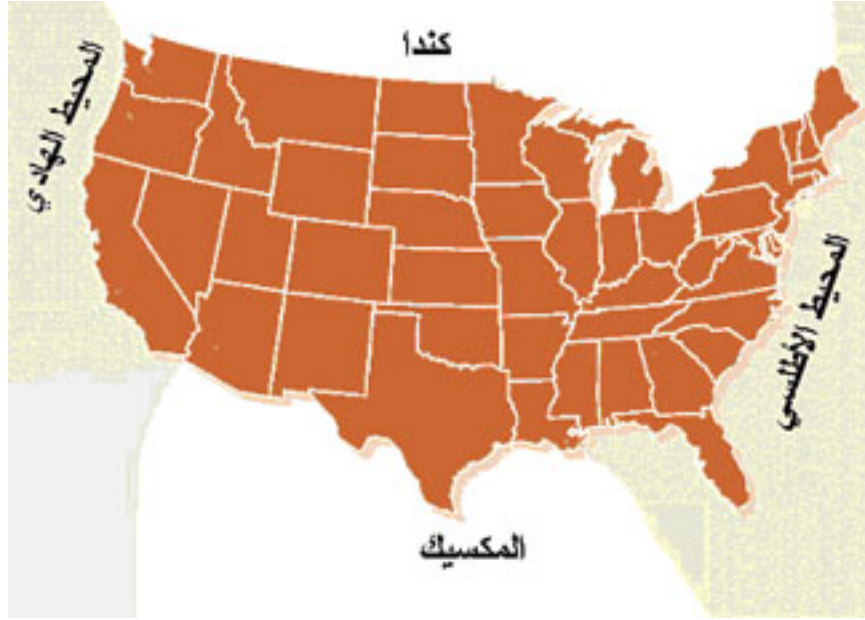 كندا
المحيط الهادي
المحيط الأطلسي
المكسيك